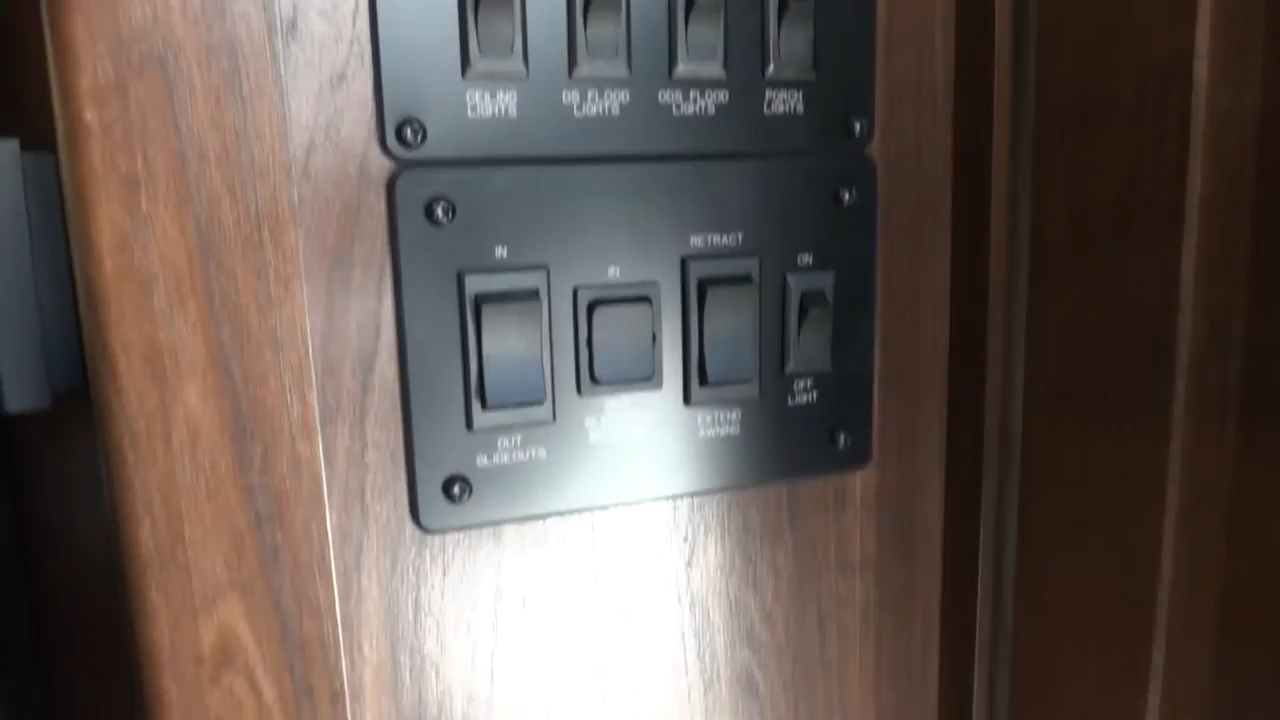 CEILING
LIGHTS
DS FLOOD
LIGHTS
ODS FLOOD
LIGHTS
PORCH
LIGHTS
IN
OUT
SLIDEOUTS
IN
RETRACT
EXTEND
AWNING
ON
OFF
LIGHT